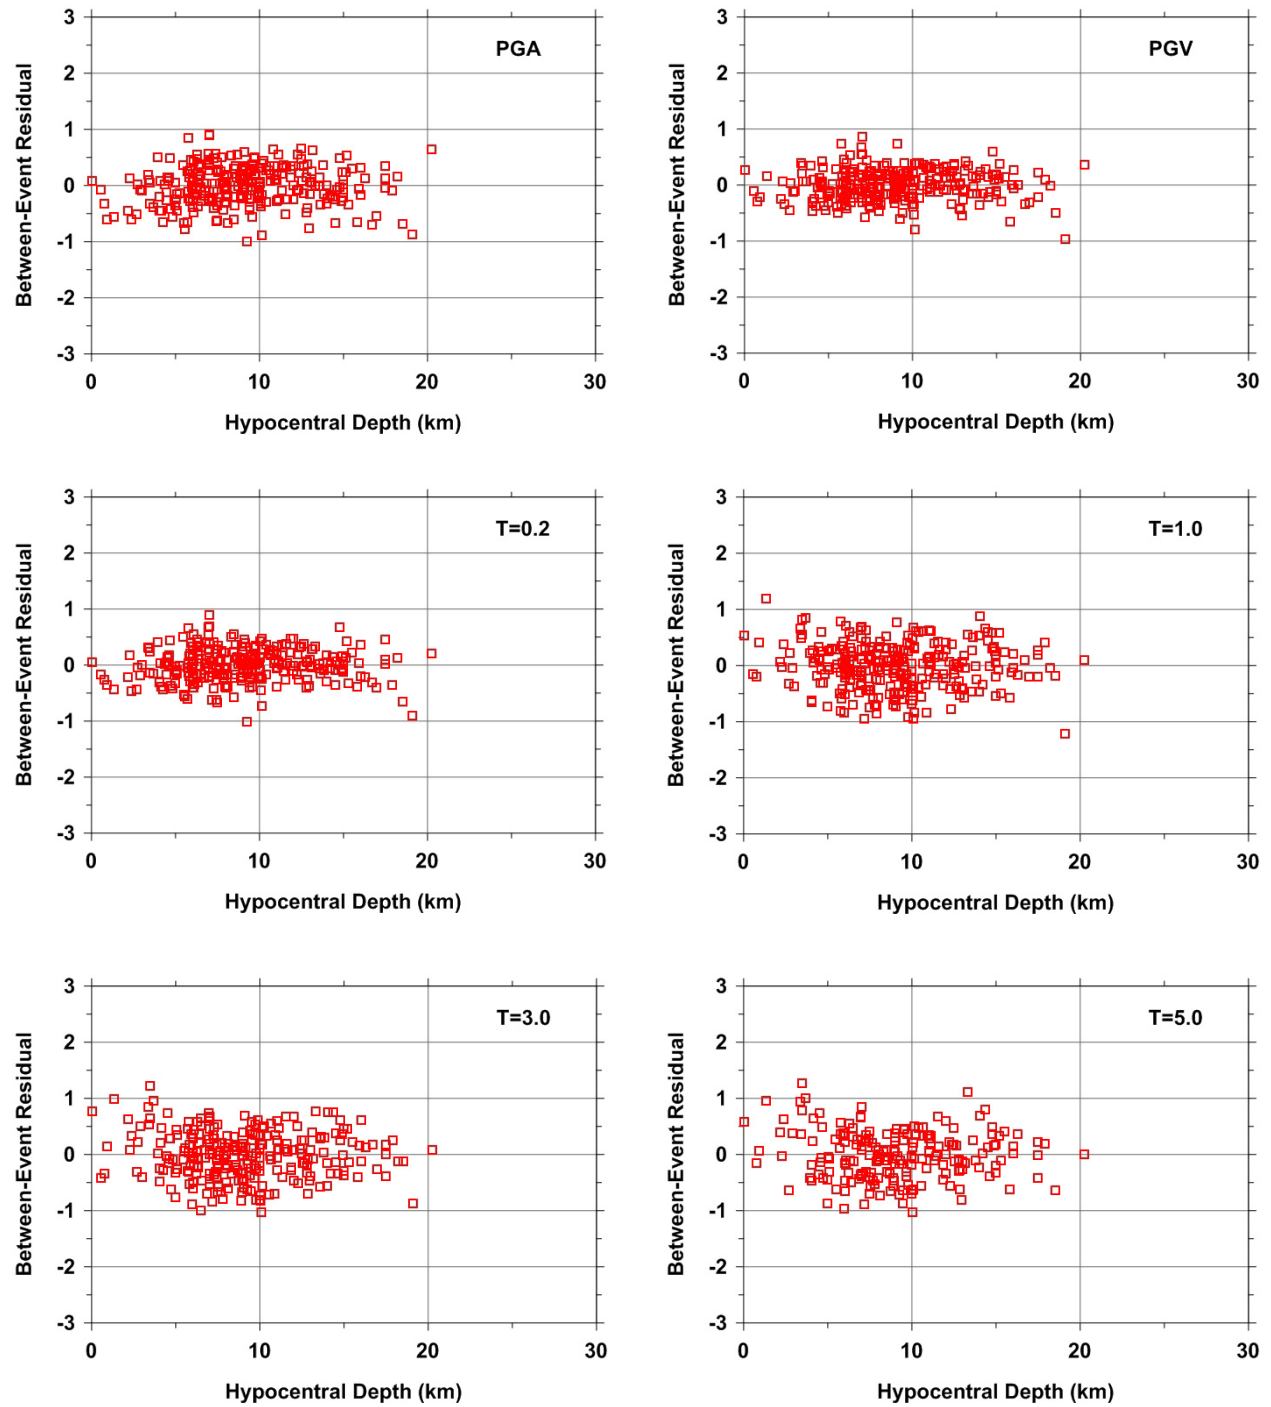 3
PGA
2
1
0
-1
-2
-3
Between-Event Residual
0 10 20 30
Hypocentral Depth (km)
3
PGV
2
1
0
-1
-2
-3
Between-Event Residual
0 10 20 30
Hypocentral Depth (km)
3
T=0.2
2
1
0
-1
-2
-3
Between-Event Residual
0 10 20 30
Hypocentral Depth (km)
3
T=1.0
2
1
0
-1
-2
-3
Between-Event Residual
0 10 20 30
Hypocentral Depth (km)
3
T=3.0
2
1
0
-1
-2
-3
Between-Event Residual
0 10 20 30
Hypocentral Depth (km)
3
T=5.0
2
1
0
-1
-2
-3
Between-Event Residual
0 10 20 30
Hypocentral Depth (km)